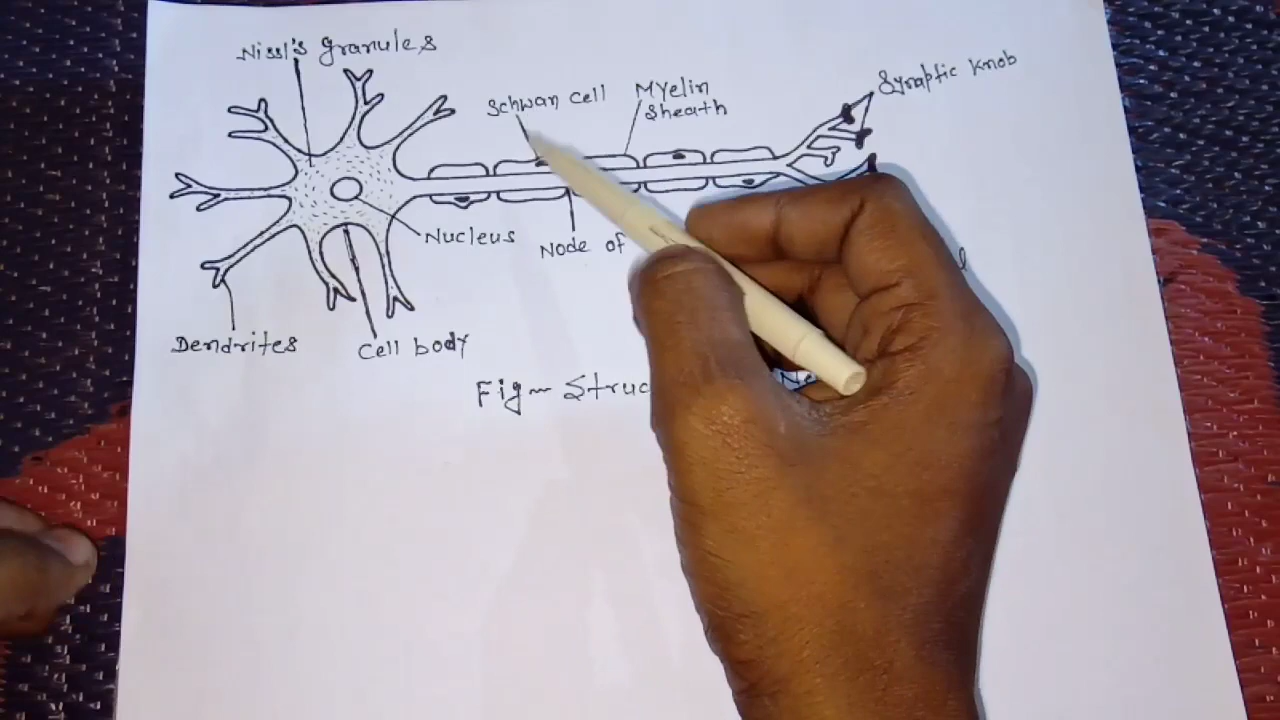 Nissl's granules
Schwan cell
Myelin
Sheath
Synaptic Knob
Nucleus
Node of
Dendrites
Cell body
Fig~ Struc